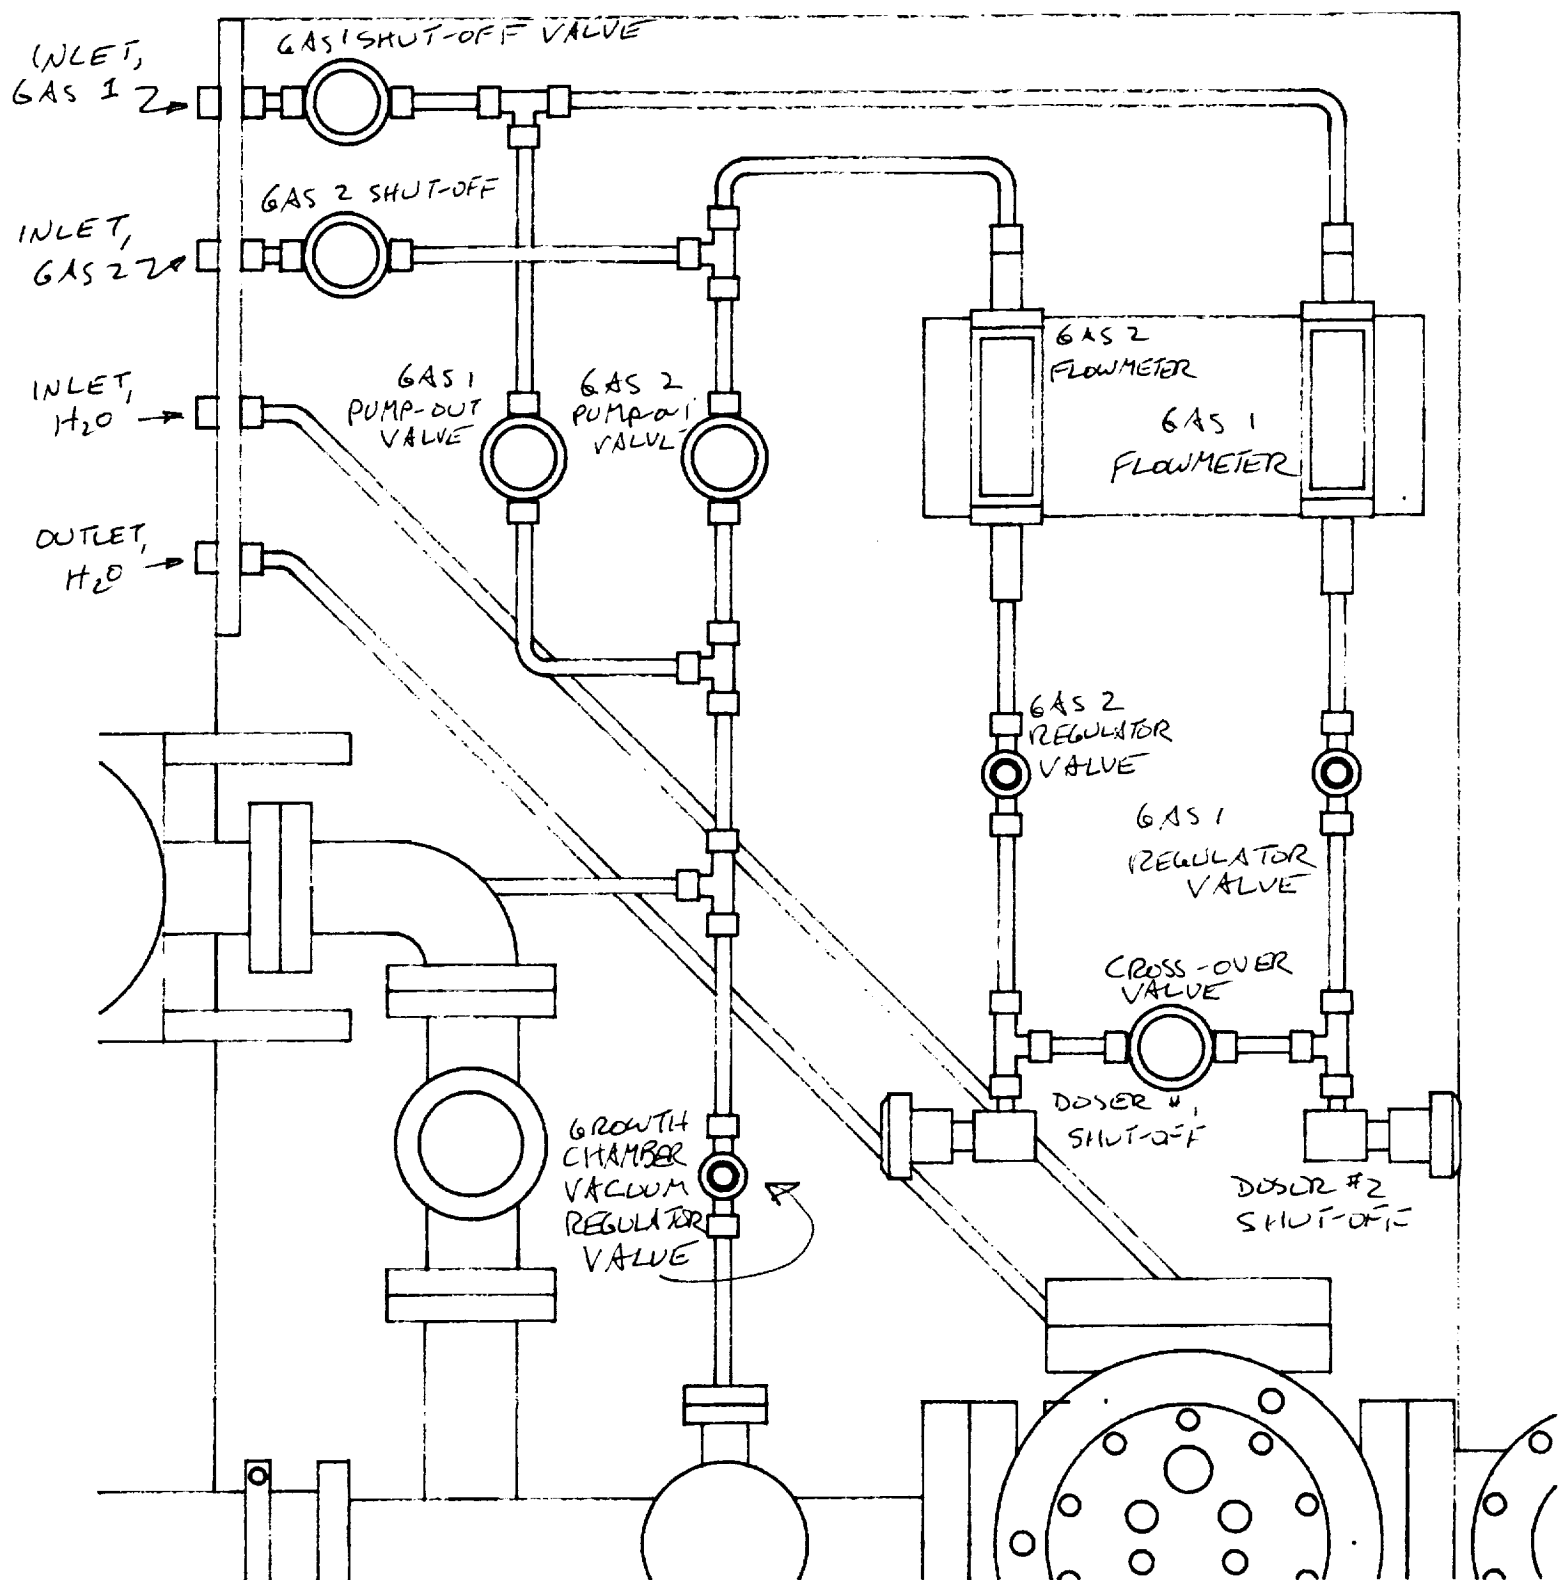 INLET,
GAS 1
GAS 1 SHUT-OFF VALVE
GAS 2 SHUT-OFF
INLET,
GAS 2
INLET,
H2O
GAS 1
PUMP-OUT
VALVE
GAS 2
PUMP-OUT
VALVE
GAS 2
FLOWMETER
GAS 1
FLOWMETER
OUTLET,
H2O
GAS 2
REGULATOR
VALVE
GAS 1
REGULATOR
VALVE
CROSS-OVER
VALVE
DOSER #1
SHUT-OFF
GROWTH
CHAMBER
VACUUM
REGULATOR
VALVE
DOSER #2
SHUT-OFF